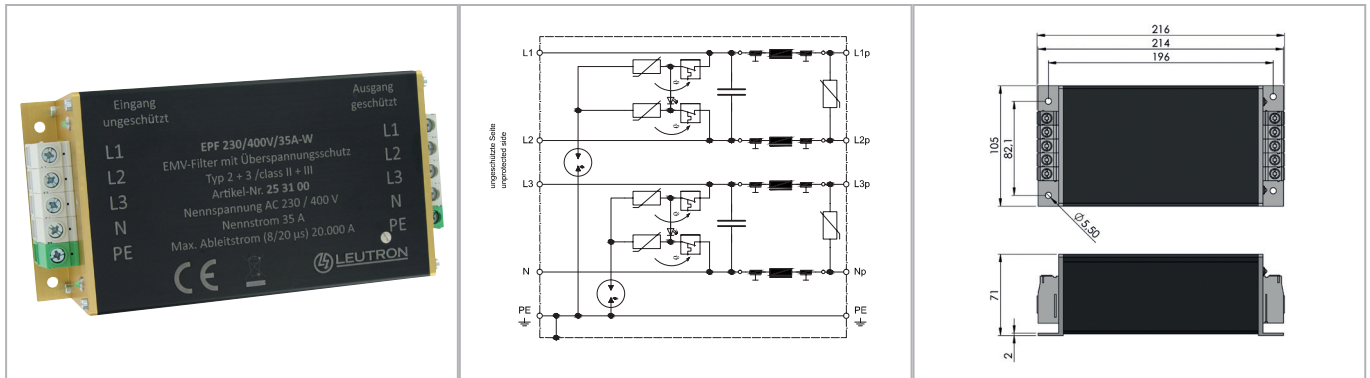 Eingang
ungeschützt
Ausgang
geschützt
L1
L2
L3
N
PE
EPF 230/400V/35A-W
EMV-Filter mit Überspannungsschutz
Typ 2 + 3 /class II + III
Artikel-Nr. 25 31 00
Nennspannung AC 230 / 400 V
Nennstrom 35 A
Max. Ableitstrom (8/20 µs) 20.000 A
L1
L2
L3
N
PE
CE
LEUTRON
ungeschützte Seite
unprotected side
L1
L1p
L2
L2p
L3
L3p
N
Np
PE
PE
216
214
196
105
82,1
Ø5,50
71
2